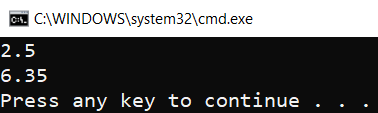 C:\WINDOWS\system32\cmd.exe
2.5
6.35
Press any key to continue . . .